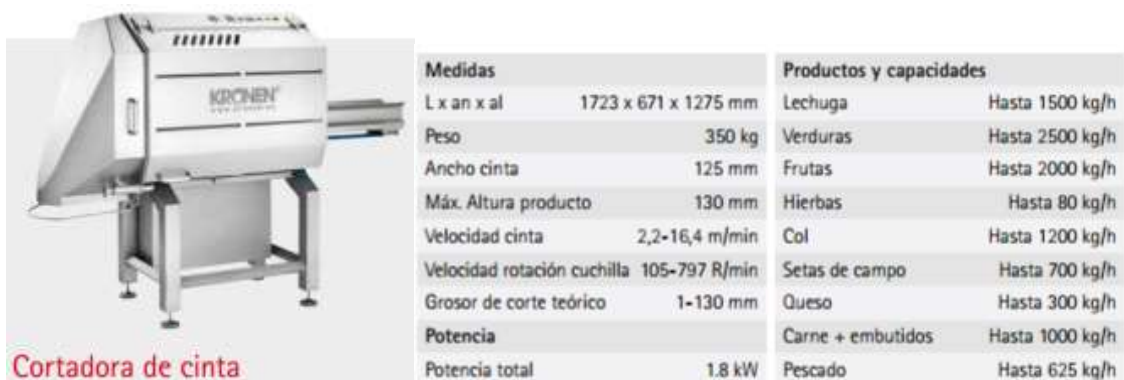 KRONEN®
Cortadora de cinta
Medidas
L x an x al 1723 x 671 x 1275 mm
Peso 350 kg
Ancho cinta 125 mm
Máx. Altura producto 130 mm
Velocidad cinta 2,2-16,4 m/min
Velocidad rotación cuchilla 105-797 R/min
Grosor de corte teórico 1-130 mm
Potencia
Potencia total 1.8 kW
Productos y capacidades
Lechuga Hasta 1500 kg/h
Verduras Hasta 2500 kg/h
Frutas Hasta 2000 kg/h
Hierbas Hasta 80 kg/h
Col Hasta 1200 kg/h
Setas de campo Hasta 700 kg/h
Queso Hasta 300 kg/h
Carne + embutidos Hasta 1000 kg/h
Pescado Hasta 625 kg/h